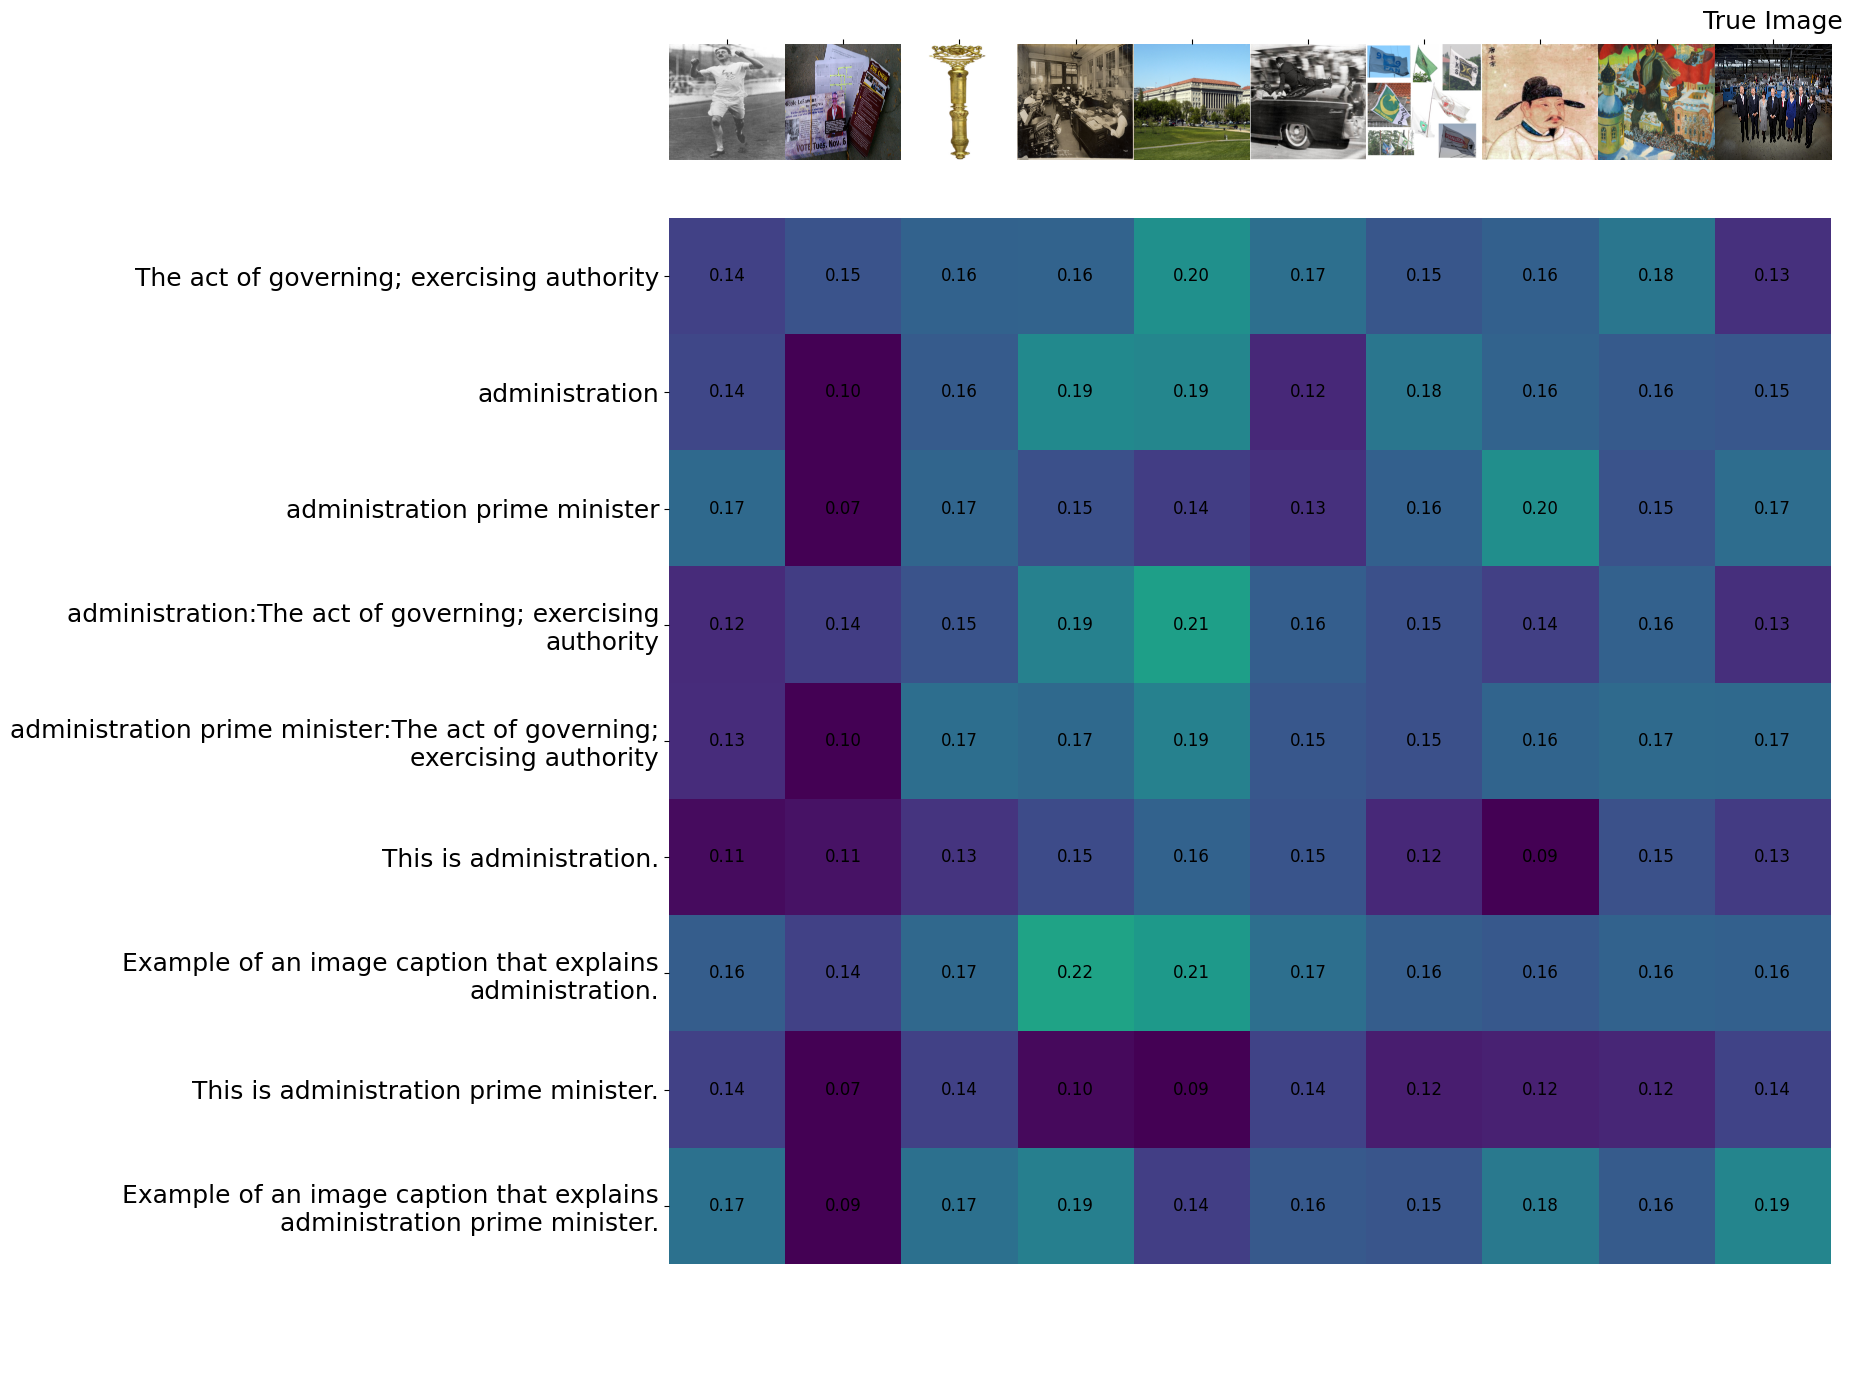 True Image
VOTE Tues. Nov. 6
The act of governing; exercising authority
0.14 0.15 0.16 0.16 0.20 0.17 0.15 0.16 0.18 0.13
administration
0.14 0.10 0.16 0.19 0.19 0.12 0.18 0.16 0.16 0.15
administration prime minister
0.17 0.07 0.17 0.15 0.14 0.13 0.16 0.20 0.15 0.17
administration:The act of governing; exercising
authority
0.12 0.14 0.15 0.19 0.21 0.16 0.15 0.14 0.16 0.13
administration prime minister:The act of governing;
exercising authority
0.13 0.10 0.17 0.17 0.19 0.15 0.15 0.16 0.17 0.17
This is administration.
0.11 0.11 0.13 0.15 0.16 0.15 0.12 0.09 0.15 0.13
Example of an image caption that explains
administration.
0.16 0.14 0.17 0.22 0.21 0.17 0.16 0.16 0.16 0.16
This is administration prime minister.
0.14 0.07 0.14 0.10 0.09 0.14 0.12 0.12 0.12 0.14
Example of an image caption that explains
administration prime minister.
0.17 0.09 0.17 0.19 0.14 0.16 0.15 0.18 0.16 0.19